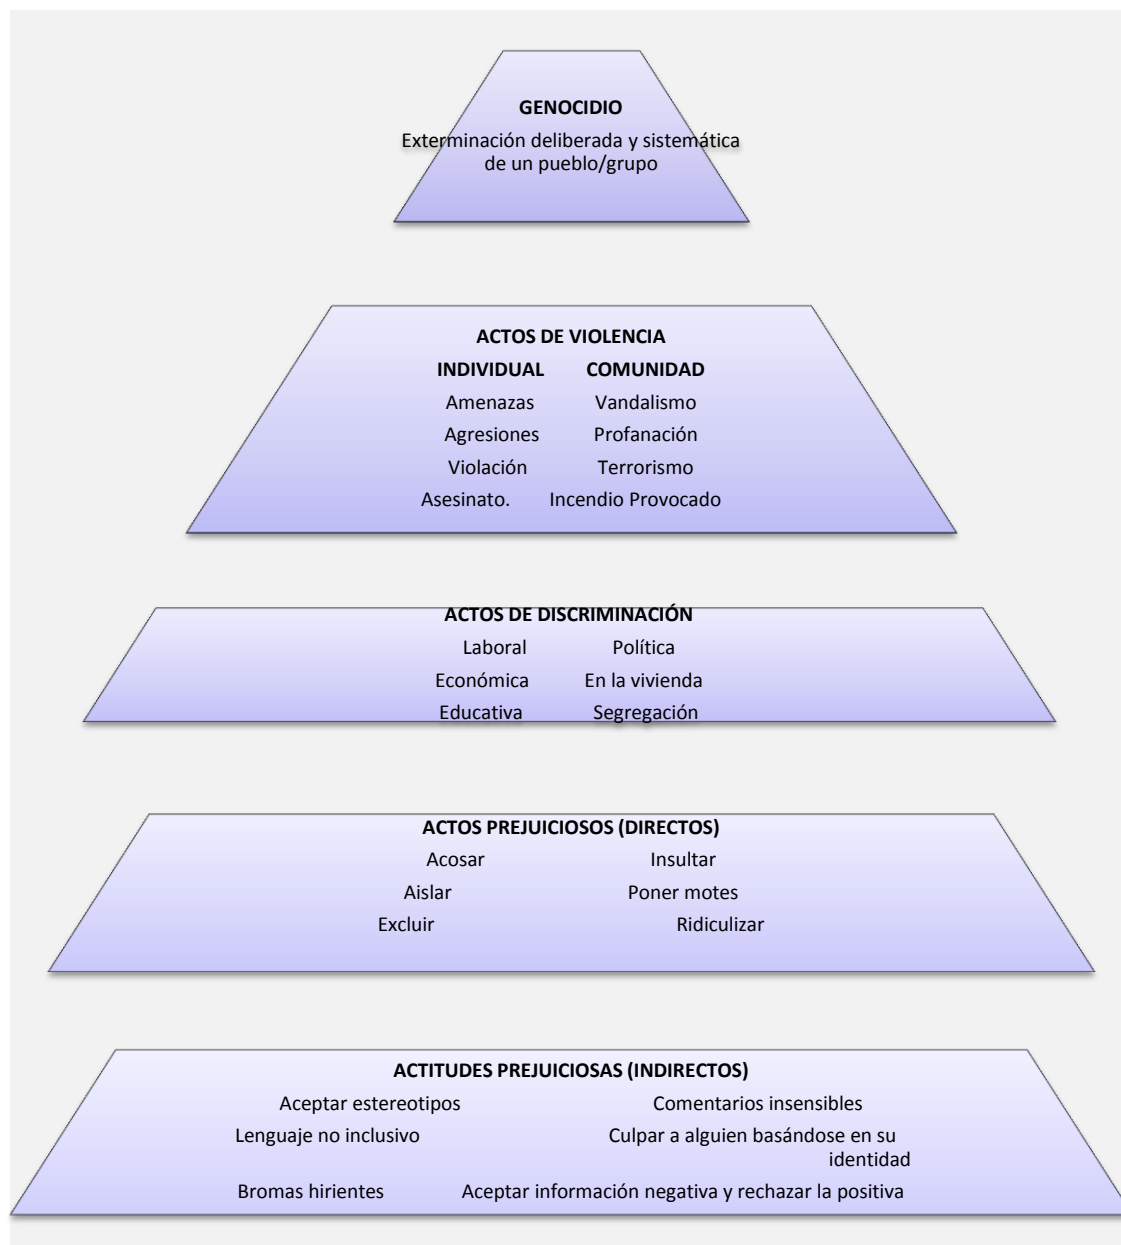 GENOCIDIO
Exterminación deliberada y sistemática
de un pueblo/grupo
ACTOS DE VIOLENCIA
INDIVIDUAL COMUNIDAD
Amenazas Vandalismo
Agresiones Profanación
Violación Terrorismo
Asesinato. Incendio Provocado
ACTOS DE DISCRIMINACIÓN
Laboral Política
Económica En la vivienda
Educativa Segregación
ACTOS PREJUICIOSOS (DIRECTOS)
Acosar Insultar
Aislar Poner motes
Excluir Ridiculizar
ACTITUDES PREJUICIOSAS (INDIRECTOS)
Aceptar estereotipos Comentarios insensibles
Lenguaje no inclusivo Culpar a alguien basándose en su
identidad
Bromas hirientes Aceptar información negativa y rechazar la positiva